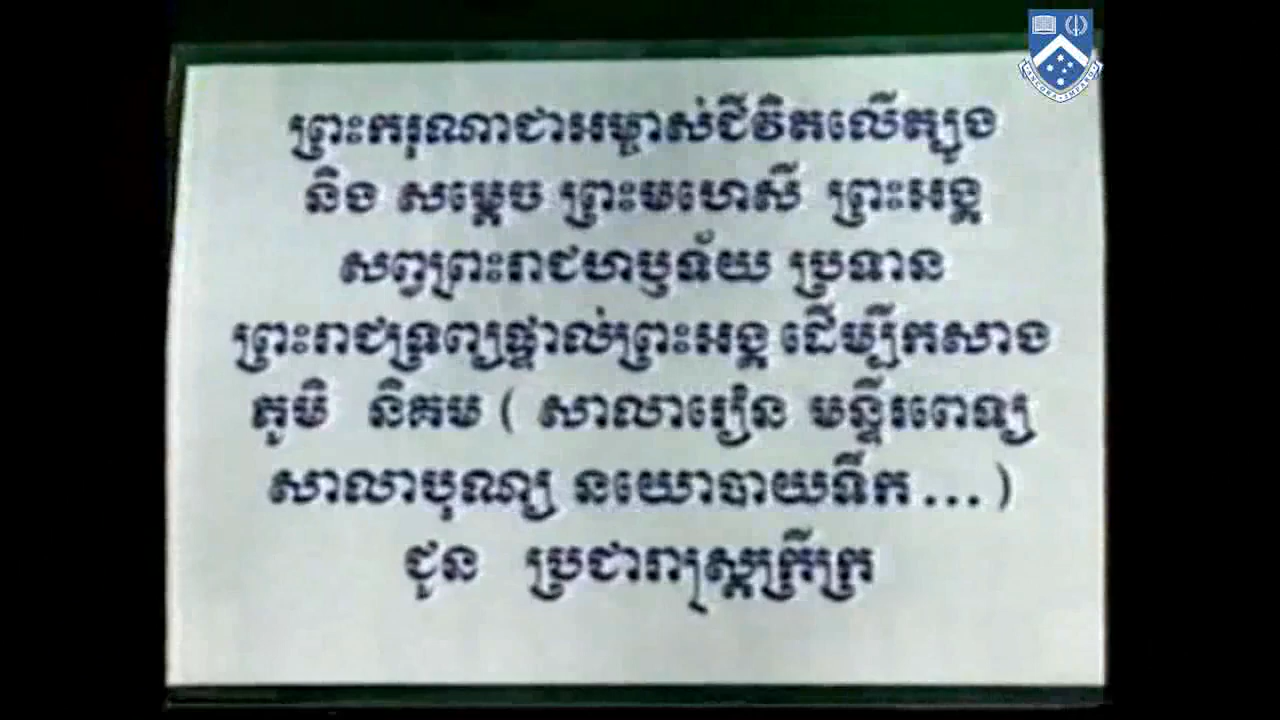 ព្រះករុណាជាអម្ចាស់ជីវិតលើត្បូង
និង សម្ដេច ព្រះមហេសី ព្រះអង្គ
សព្វព្រះរាជហឫទ័យ ប្រទាន
ព្រះរាជទ្រព្យផ្ទាល់ព្រះអង្គ ដើម្បីកសាង
ភូមិ និគម ( សាលារៀន មន្ទីរពេទ្យ
សាលាបុណ្យ នយោបាយទឹក ... )
ជូន ប្រជារាស្ត្រក្រីក្រ
ANCORA IMPARO